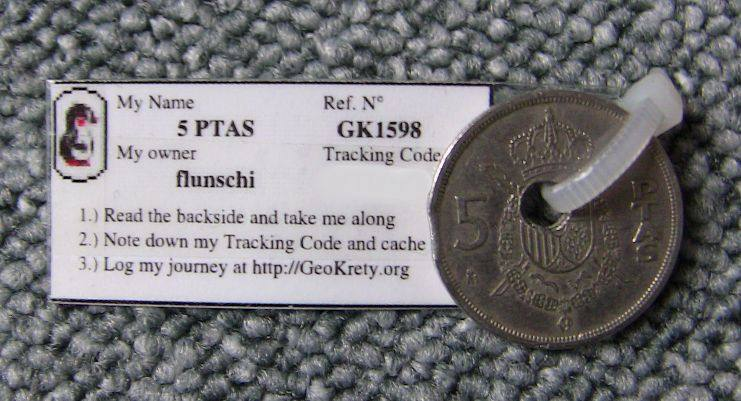 My Name
Ref. N°
5 PTAS
GK1598
My owner
Tracking Code
flunschi
1.) Read the backside and take me along
2.) Note down my Tracking Code and cache
3.) Log my journey at http://GeoKrety.org
5 PTAS